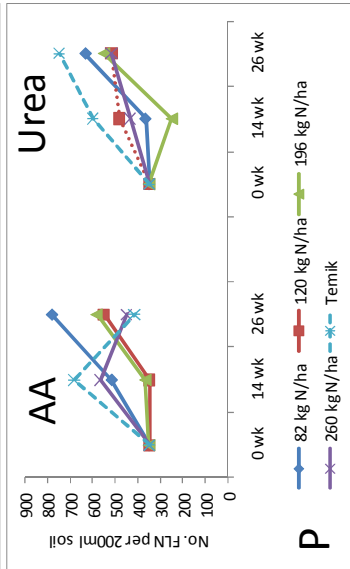 AA
Urea
900
800
700
600
500
400
300
200
100
0
No. FLN per 200ml soil
0 wk 14 wk 26 wk 0 wk 14 wk 26 wk
P
82 kg N/ha 120 kg N/ha 196 kg N/ha
260 kg N/ha Temik